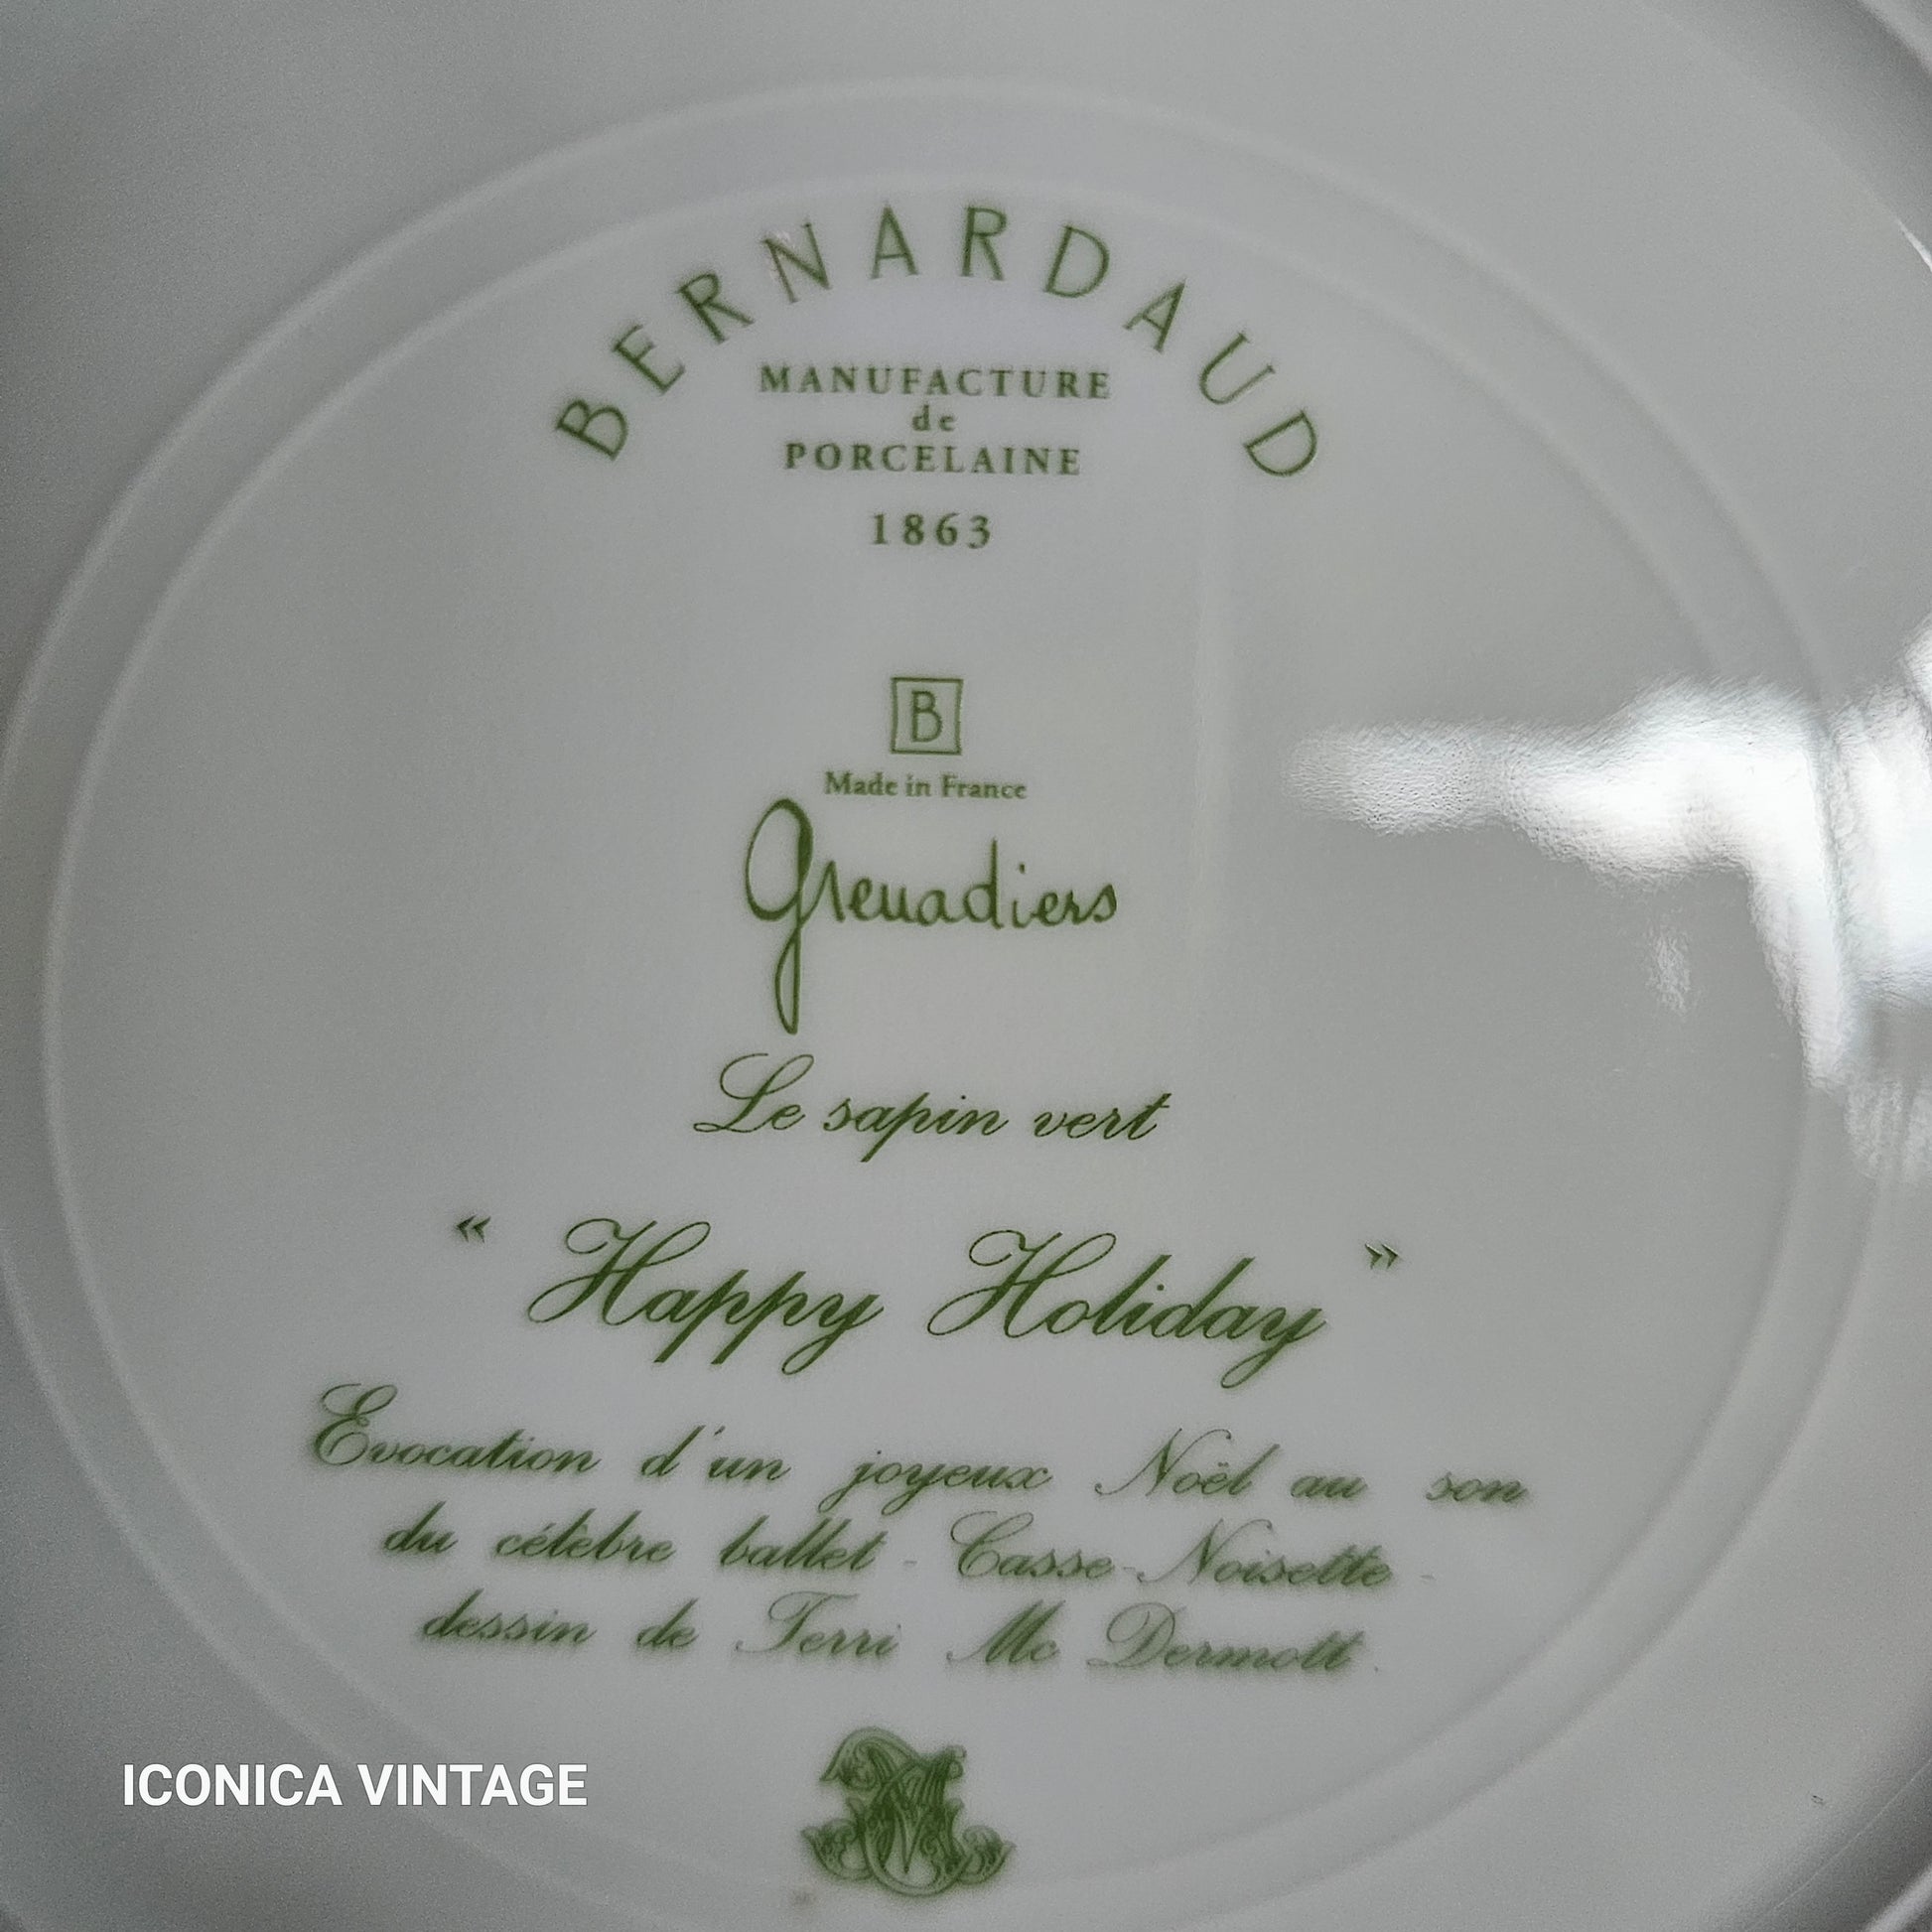 BERNARDAUD
MANUFACTURE
de
PORCELAINE
1863
B
Made in France
Grenadiers
Le sapin vert
« Happy Holiday »
Evocation d'un joyeux Noël au son
du célèbre ballet - Casse-Noisette -
dessin de Terri Mc Dermott.
ICONICA VINTAGE